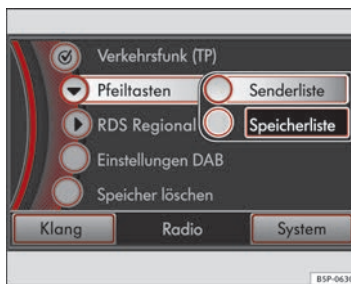 Verkehrsfunk (TP)
Pfeiltasten
Senderliste
RDS Regional
Speicherliste
Einstellungen DAB
Speicher löschen
Klang
Radio
System